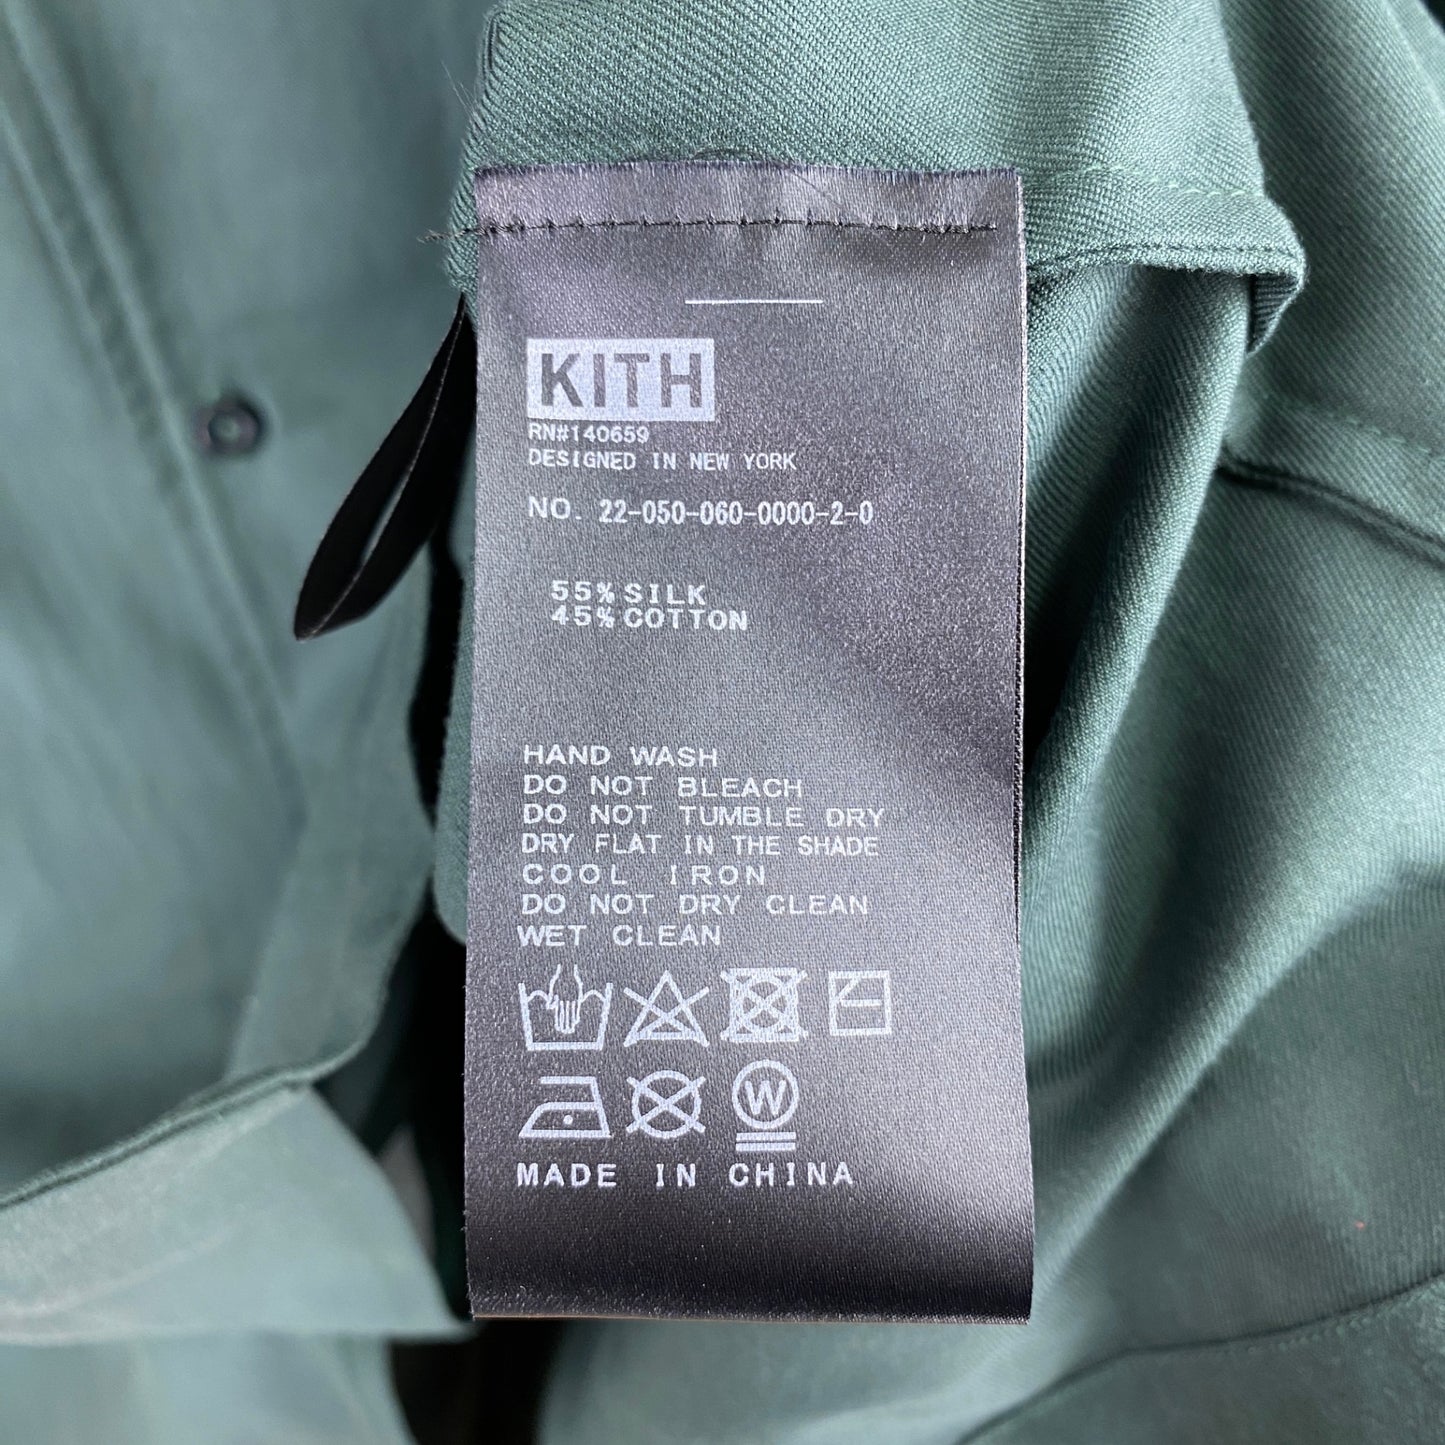 KITH
RN#140659
DESIGNED IN NEW YORK
NO. 22-050-060-0000-2-0
55% SILK
45% COTTON
HAND WASH
DO NOT BLEACH
DO NOT TUMBLE DRY
DRY FLAT IN THE SHADE
COOL IRON
DO NOT DRY CLEAN
WET CLEAN
W
MADE IN CHINA